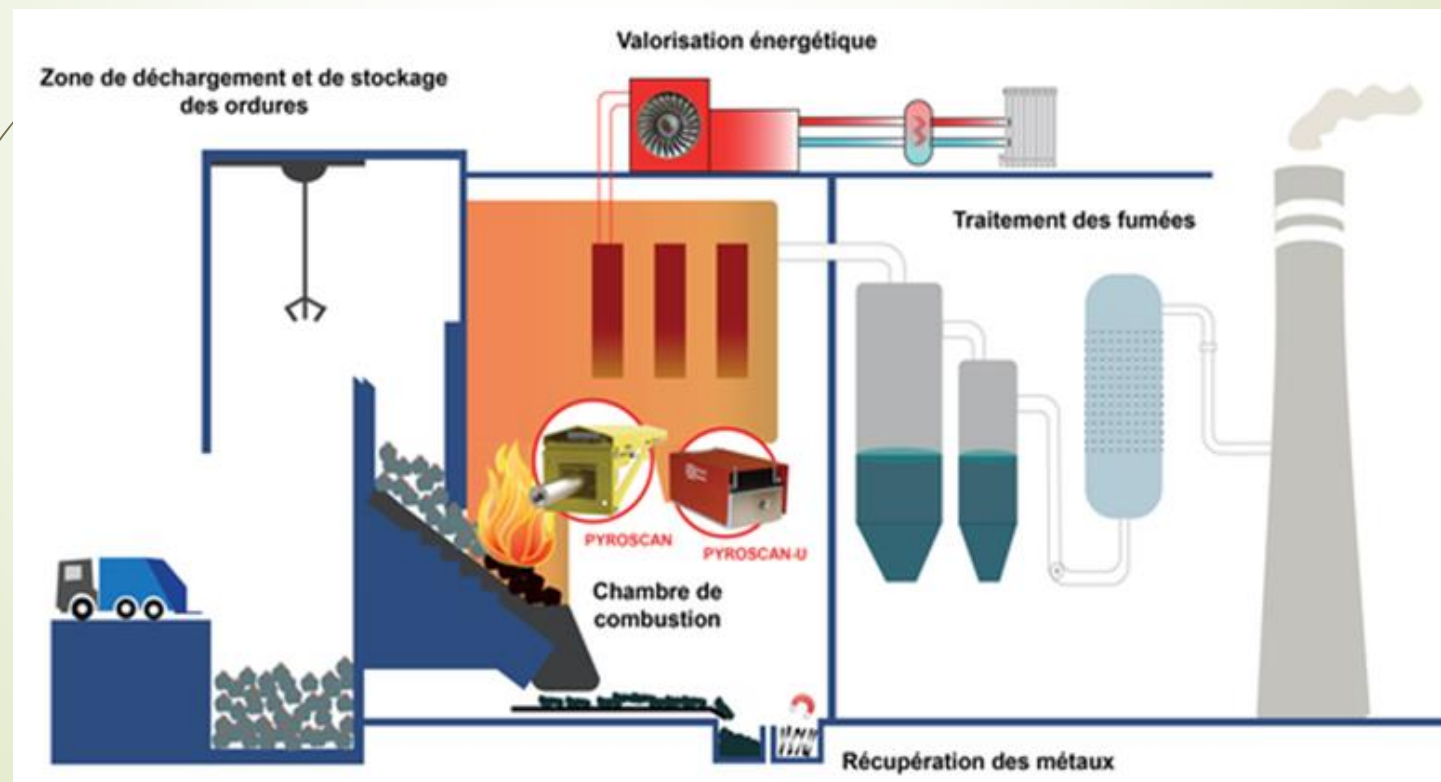 Valorisation énergétique
Zone de déchargement et de stockage
des ordures
Traitement des fumées
PYROSCAN
PYROSCAN-U
Chambre de
combustion
Récupération des métaux